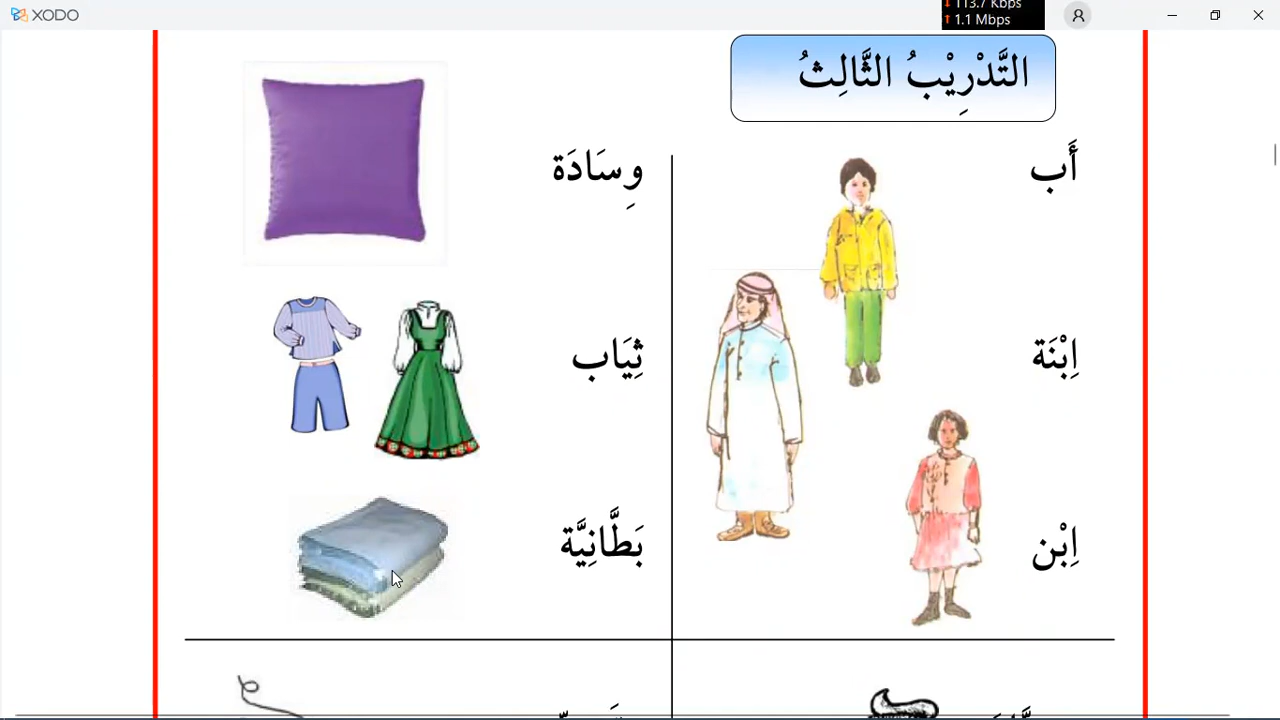 XODO
113.7 Kbps
1.1 Mbps
التَّدْرِيْبُ الثَّالِثُ
أَب
اِبْنَة
اِبْن
وِسَادَة
ثِيَاب
بَطَّانِيَّة